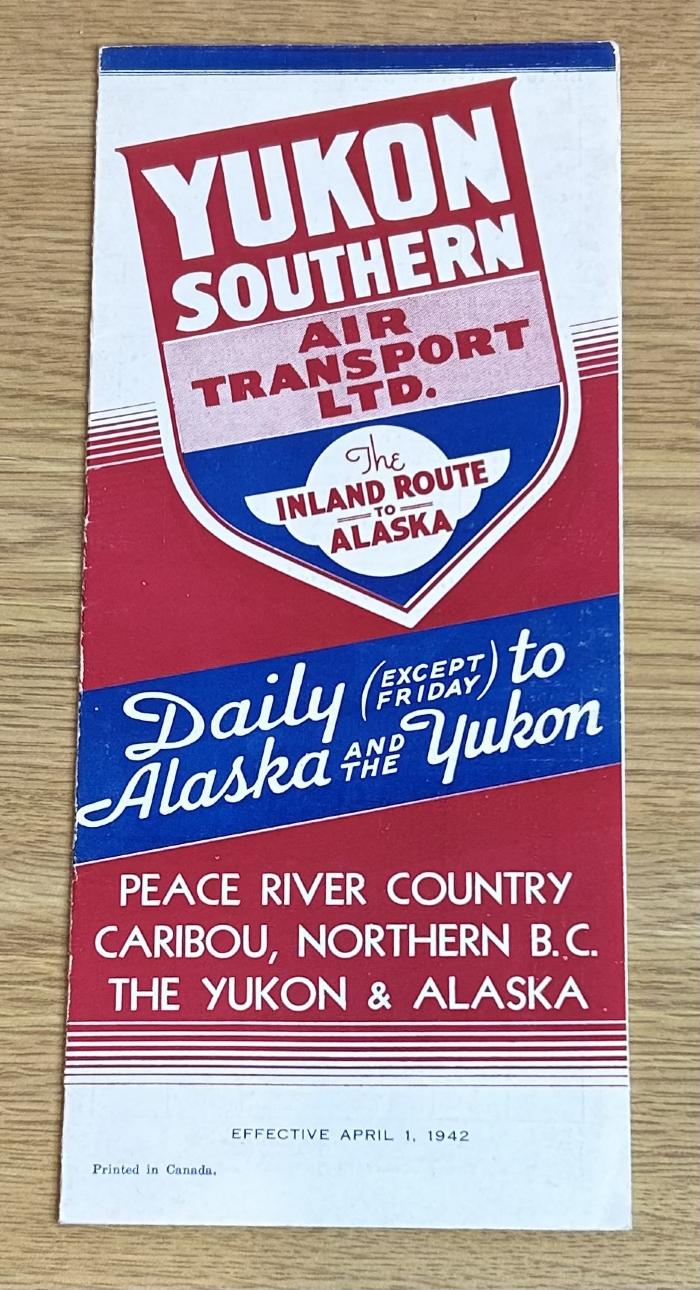 YUKON
SOUTHERN
AIR
TRANSPORT
LTD.
The
INLAND ROUTE
TO
ALASKA
Daily (EXCEPT FRIDAY) to
Alaska AND THE Yukon
PEACE RIVER COUNTRY
CARIBOU, NORTHERN B.C.
THE YUKON & ALASKA
EFFECTIVE APRIL 1, 1942
Printed in Canada.